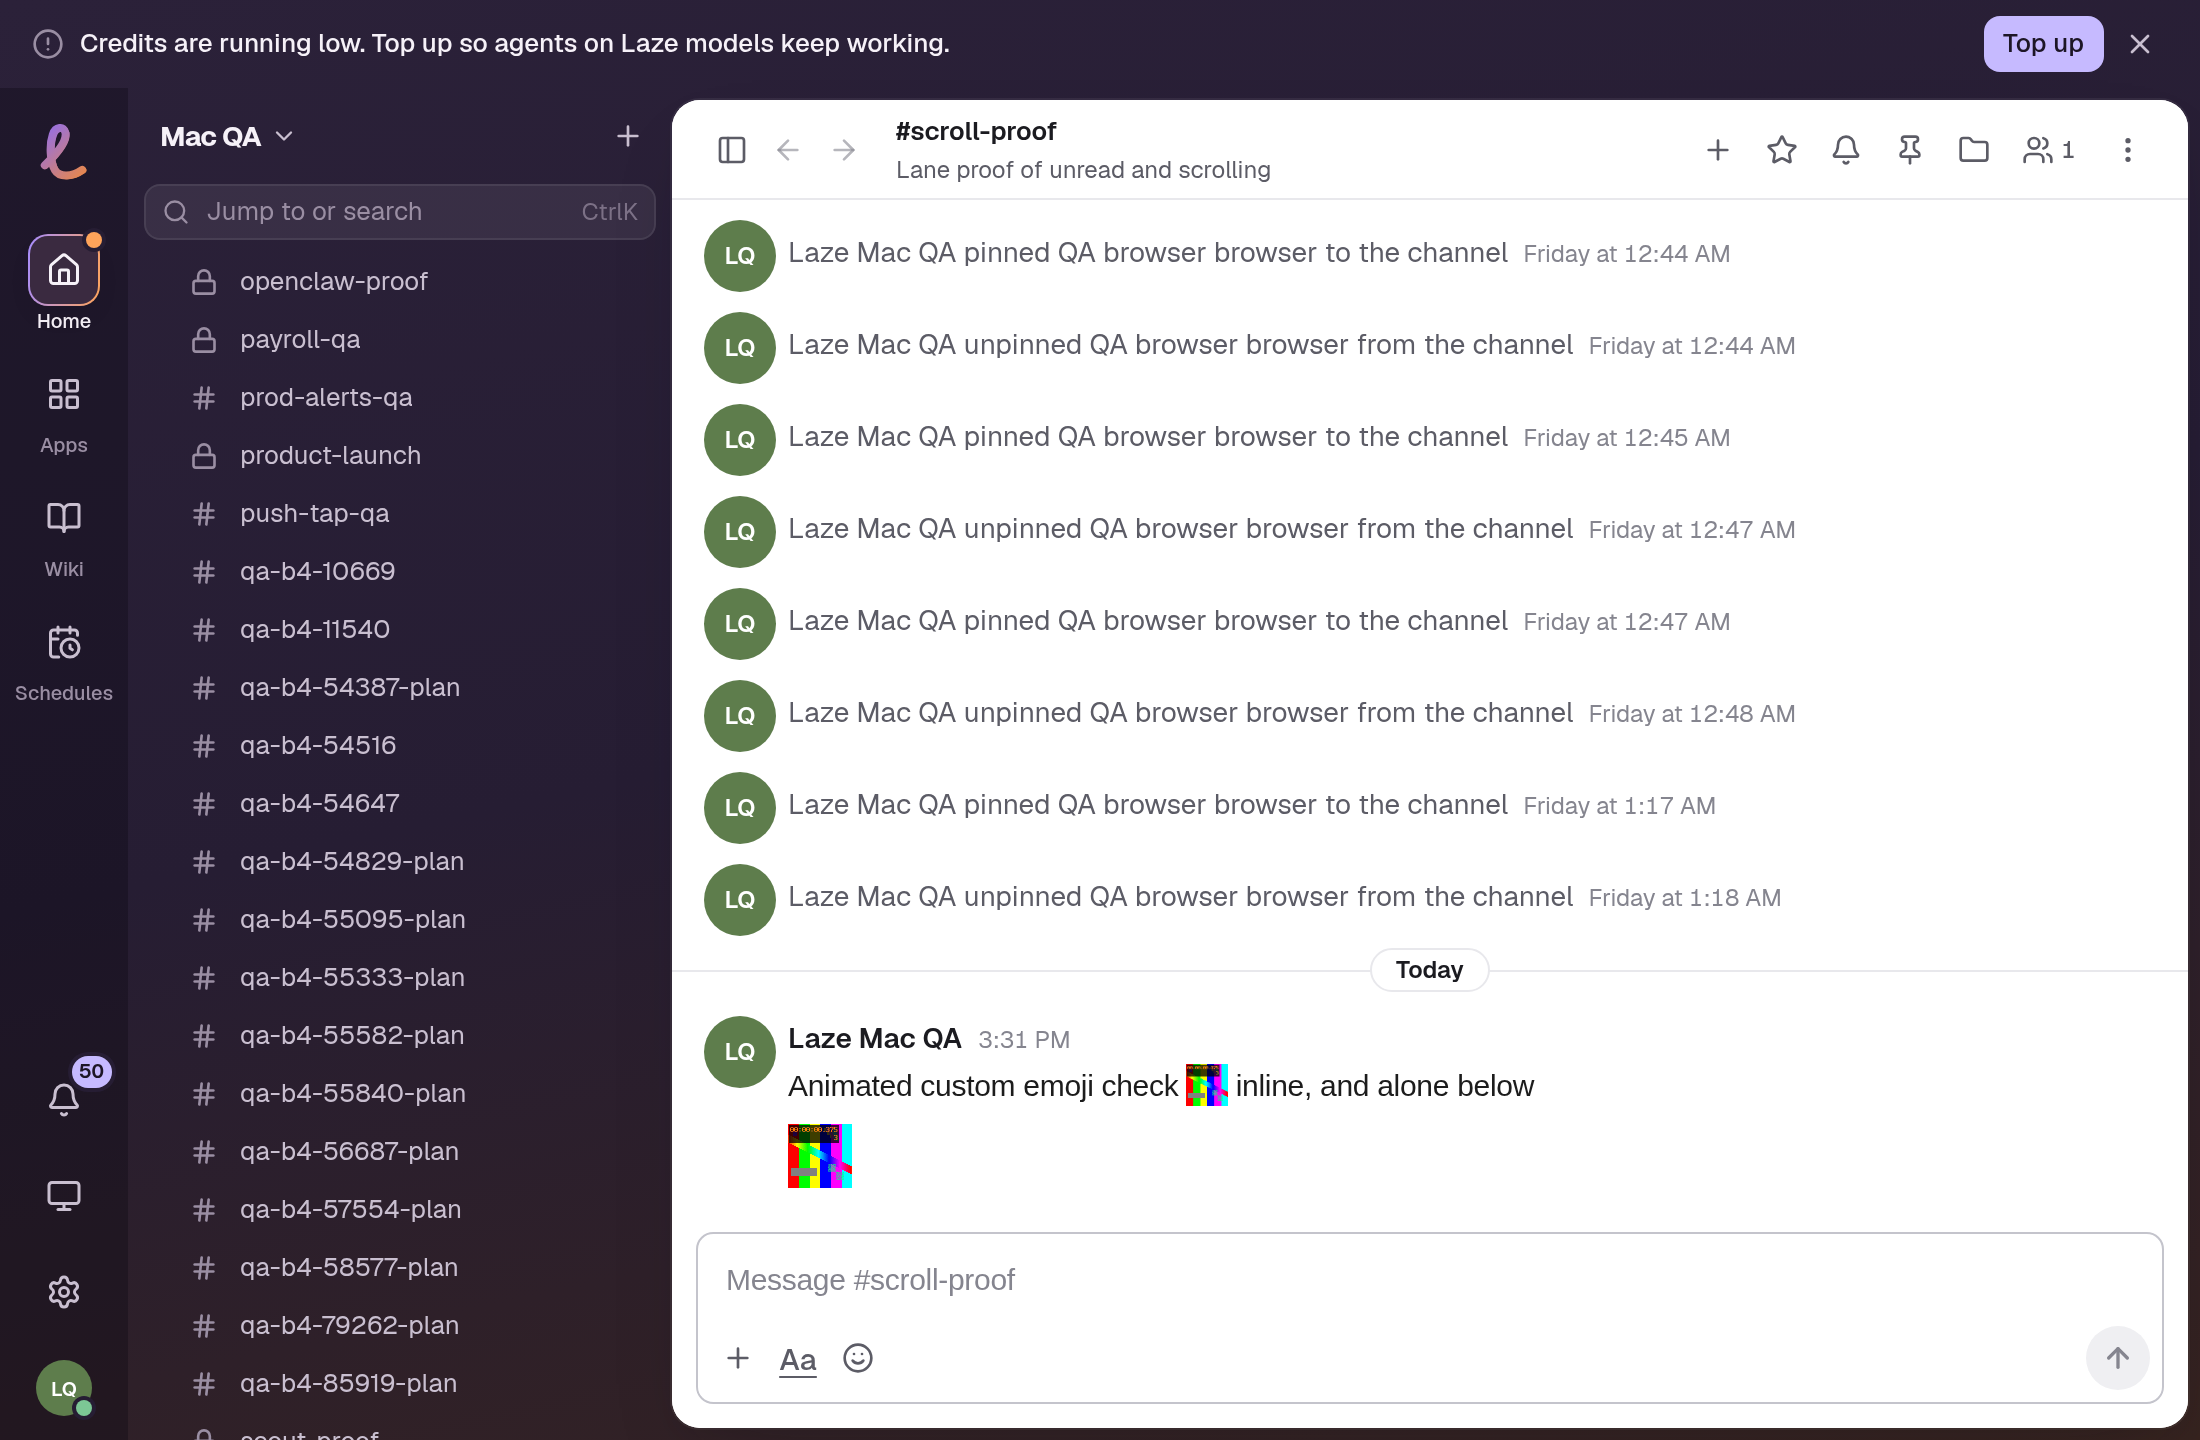 Credits are running low. Top up so agents on Laze models keep working.
Top up
Mac QA
Jump to or search CtrlK
Home
Apps
Wiki
Schedules
50
LQ
openclaw-proof
payroll-qa
prod-alerts-qa
product-launch
push-tap-qa
qa-b4-10669
qa-b4-11540
qa-b4-54387-plan
qa-b4-54516
qa-b4-54647
qa-b4-54829-plan
qa-b4-55095-plan
qa-b4-55333-plan
qa-b4-55582-plan
qa-b4-55840-plan
qa-b4-56687-plan
qa-b4-57554-plan
qa-b4-58577-plan
qa-b4-79262-plan
qa-b4-85919-plan
scout-proof
#scroll-proof
Lane proof of unread and scrolling
1
LQ Laze Mac QA pinned QA browser browser to the channel Friday at 12:44 AM
LQ Laze Mac QA unpinned QA browser browser from the channel Friday at 12:44 AM
LQ Laze Mac QA pinned QA browser browser to the channel Friday at 12:45 AM
LQ Laze Mac QA unpinned QA browser browser from the channel Friday at 12:47 AM
LQ Laze Mac QA pinned QA browser browser to the channel Friday at 12:47 AM
LQ Laze Mac QA unpinned QA browser browser from the channel Friday at 12:48 AM
LQ Laze Mac QA pinned QA browser browser to the channel Friday at 1:17 AM
LQ Laze Mac QA unpinned QA browser browser from the channel Friday at 1:18 AM
Today
LQ Laze Mac QA 3:31 PM
Animated custom emoji check inline, and alone below
00:00:00.375
3
Message #scroll-proof
Aa